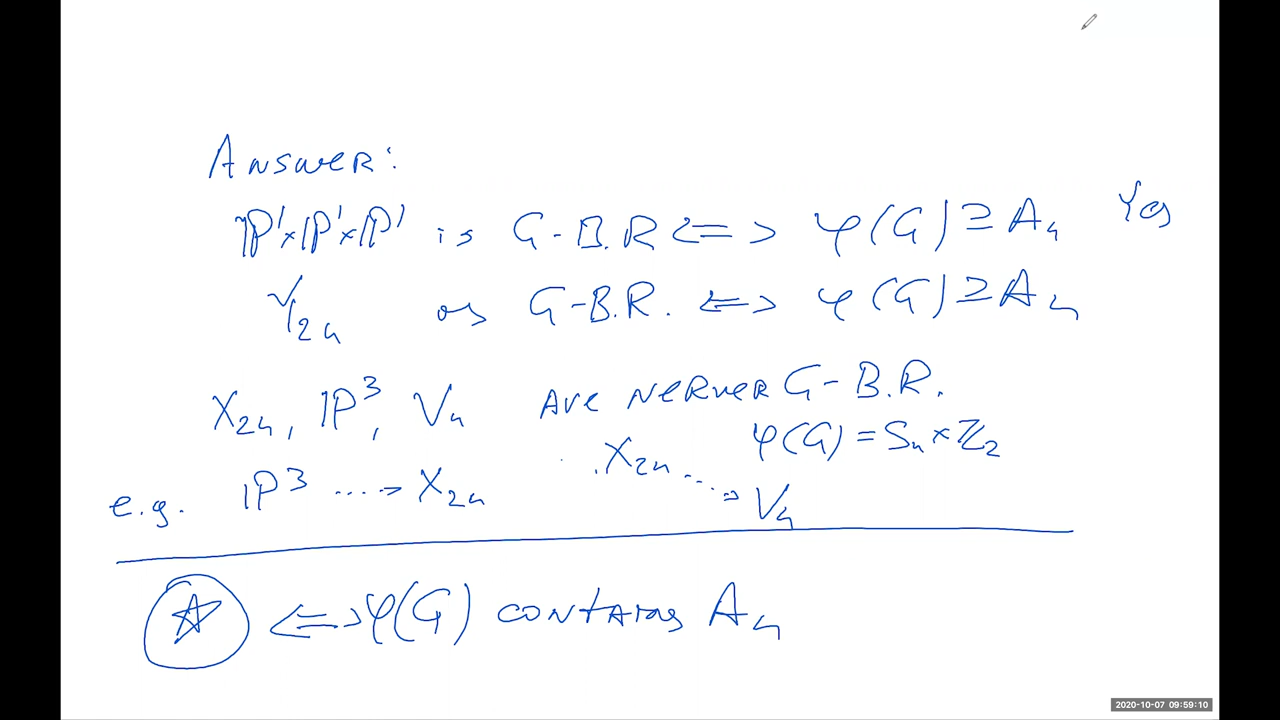 Answer:
ℙ¹×ℙ¹×ℙ¹ is G-B.R <=> φ(G) ⊇ A₄ Yes
V₂₄ is G-B.R. <=> φ(G) ⊇ A₄
X₂₄, ℙ³, V₄ are nerver G-B.R.
φ(G) = S₄ × ℤ₂
e.g. ℙ³ ⇢ X₂₄ X₂₄ ⇢ V₄
☆ <=> φ(G) contains A₄
2020-10-07 09:59:10